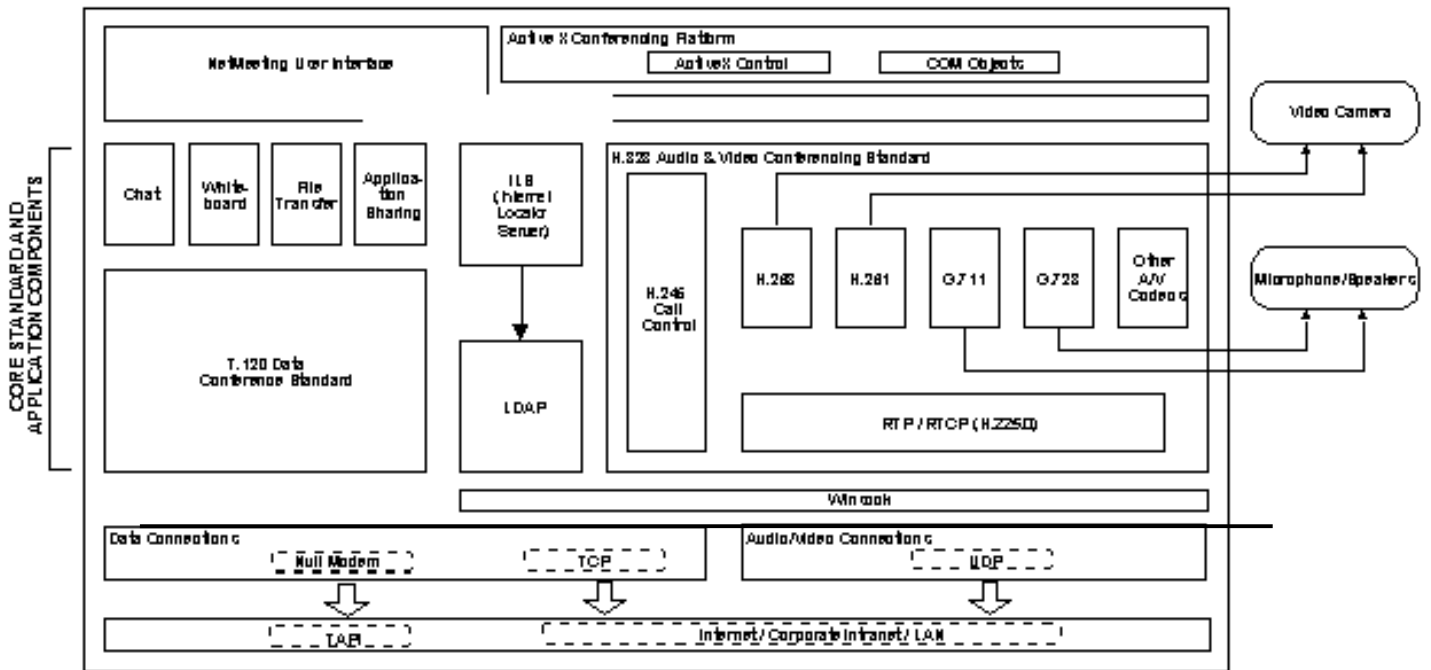 NetMeeting User Interface
Active X Conferencing Platform
ActiveX Control
COM Objects
Video Camera
CORE STANDARD AND
APPLICATION COMPONENTS
Chat
White-
board
File
Transfer
Applica-
tion
Sharing
ILS
(Internet
Locator
Server)
H.323 Audio & Video Conferencing Standard
H.245
Call
Control
H.263
H.261
G.711
G.723
Other
A/V
Codecs
Microphone/Speakers
T.120 Data
Conference Standard
LDAP
RTP / RTCP (H.225.0)
Winsock
Data Connections
Null Modem
TCP
Audio/Video Connections
UDP
TAPI
Internet / Corporate Intranet / LAN